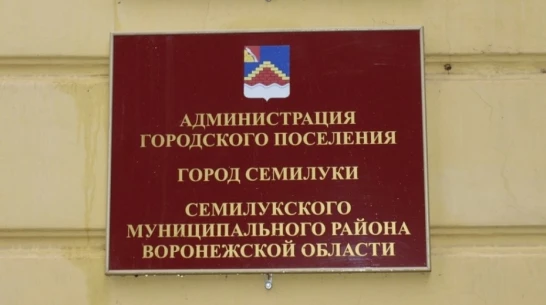 АДМИНИСТРАЦИЯ
ГОРОДСКОГО ПОСЕЛЕНИЯ
ГОРОД СЕМИЛУКИ
СЕМИЛУКСКОГО
МУНИЦИПАЛЬНОГО РАЙОНА
ВОРОНЕЖСКОЙ ОБЛАСТИ